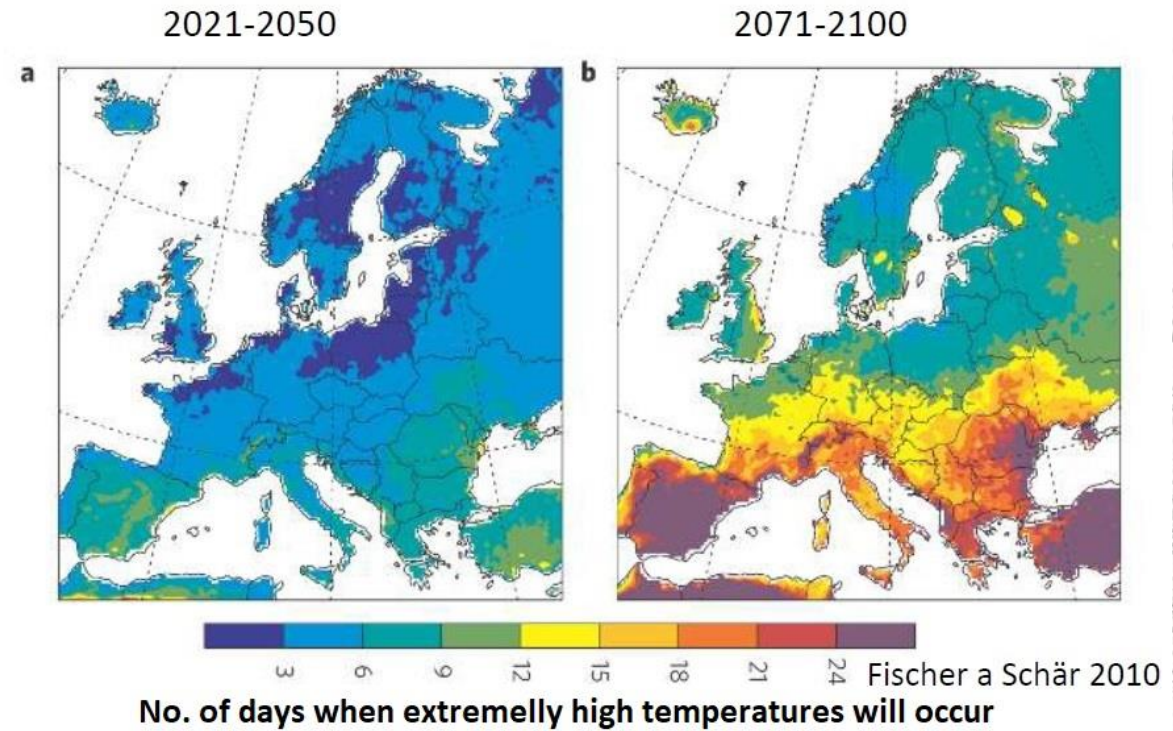 2021-2050 2071-2100
a b
3 6 9 12 15 18 21 24
Fischer a Schär 2010
No. of days when extremelly high temperatures will occur